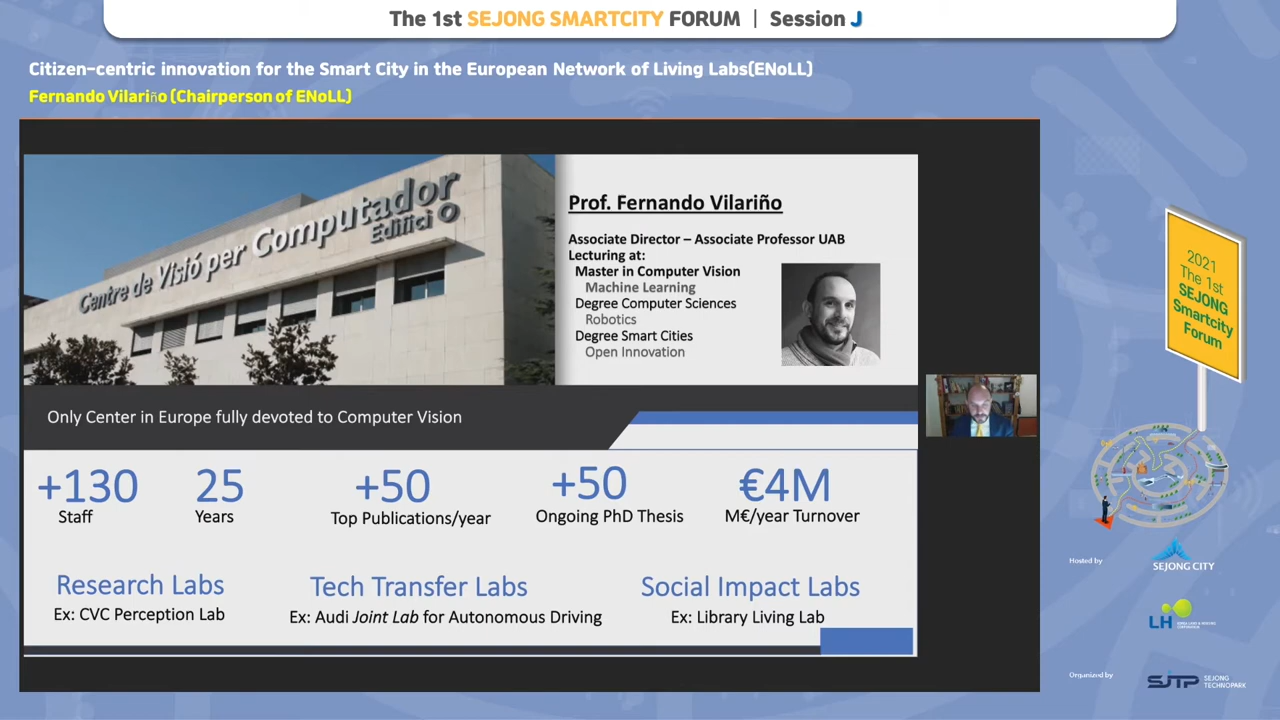 The 1st SEJONG SMARTCITY FORUM | Session J
Citizen-centric innovation for the Smart City in the European Network of Living Labs(ENoLL)
Fernando Vilariño (Chairperson of ENoLL)
Centre de Visió per Computador
Edifici O
Prof. Fernando Vilariño
Associate Director – Associate Professor UAB
Lecturing at:
Master in Computer Vision
Machine Learning
Degree Computer Sciences
Robotics
Degree Smart Cities
Open Innovation
Only Center in Europe fully devoted to Computer Vision
+130
Staff
25
Years
+50
Top Publications/year
+50
Ongoing PhD Thesis
€4M
M€/year Turnover
Research Labs
Ex: CVC Perception Lab
Tech Transfer Labs
Ex: Audi Joint Lab for Autonomous Driving
Social Impact Labs
Ex: Library Living Lab
2021
The 1st
SEJONG
Smartcity
Forum
Hosted by
SEJONG CITY
LH
Organized by
SJTP
SEJONG
TECHNOPARK